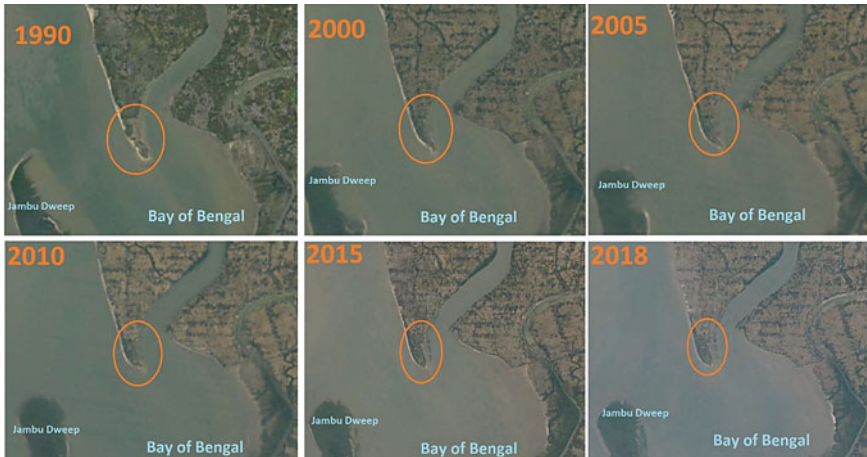 1990
Jambu Dweep
Bay of Bengal
2000
Jambu Dweep
Bay of Bengal
2005
Jambu Dweep
Bay of Bengal
2010
Jambu Dweep
Bay of Bengal
2015
Jambu Dweep
Bay of Bengal
2018
Jambu Dweep
Bay of Bengal